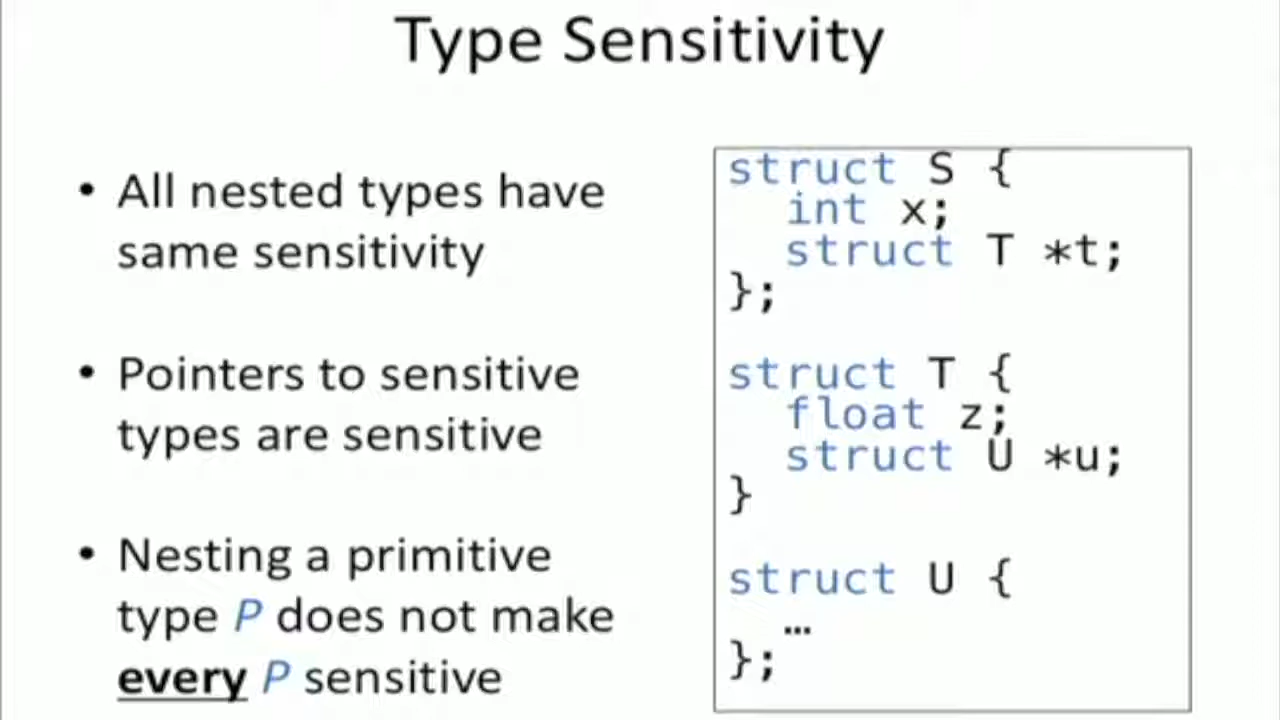 Type Sensitivity
• All nested types have
same sensitivity
• Pointers to sensitive
types are sensitive
• Nesting a primitive
type P does not make
every P sensitive
struct S {
int x;
struct T *t;
};
struct T {
float z;
struct U *u;
}
struct U {
…
};